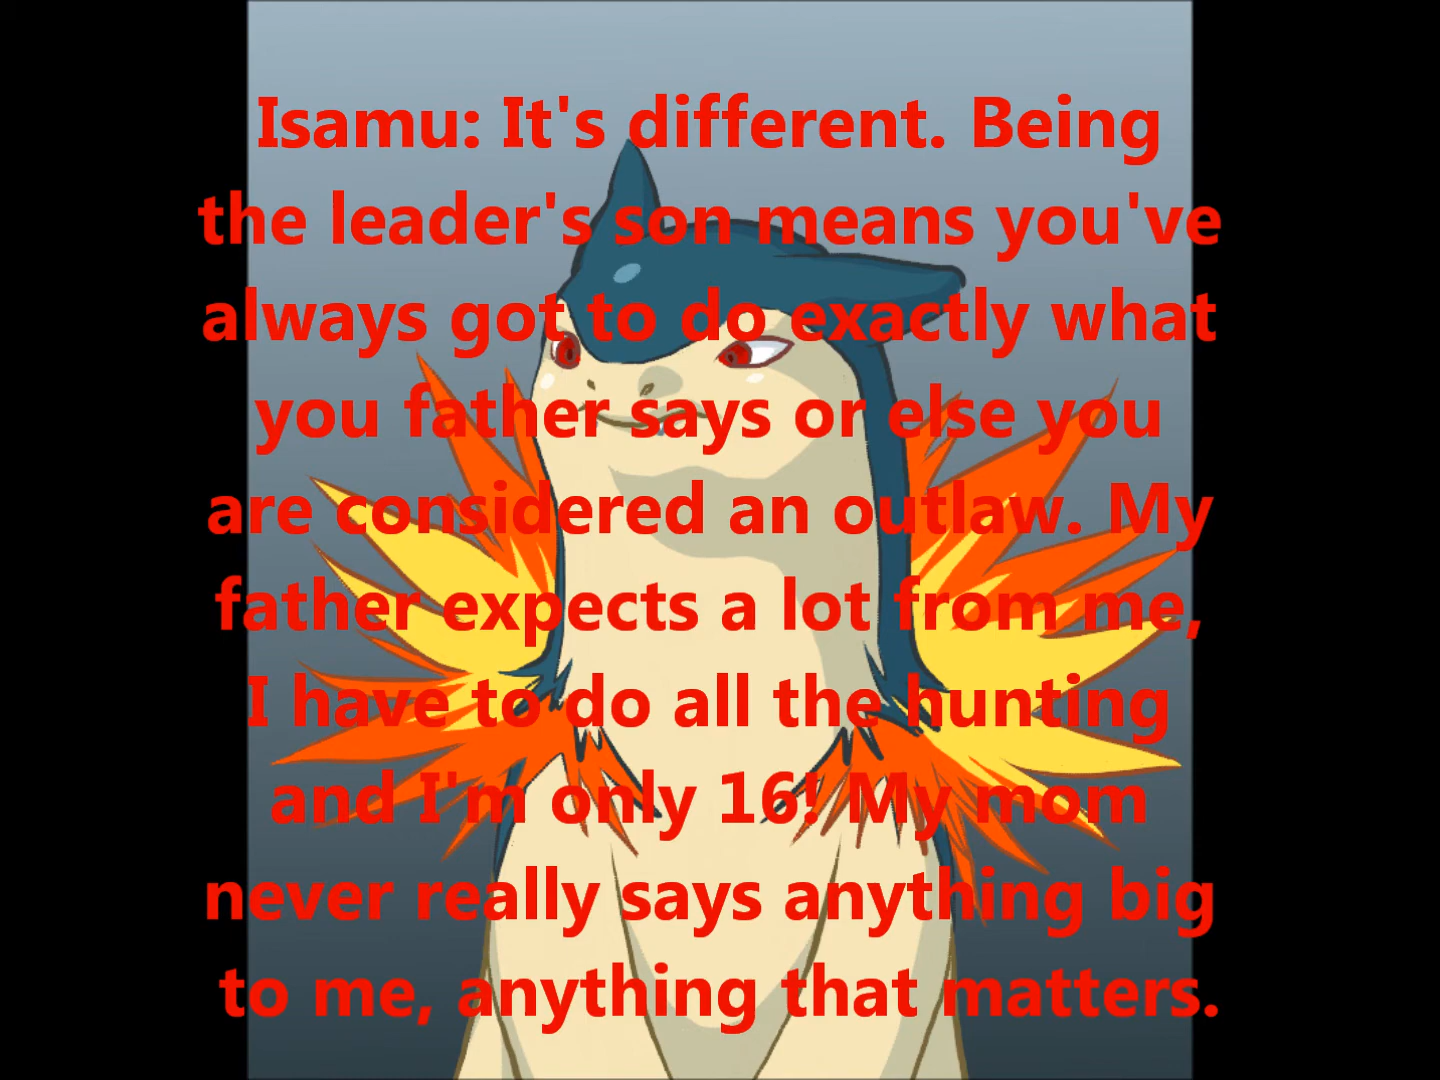 Isamu: It's different. Being
the leader's son means you've
always got to do exactly what
you father says or else you
are considered an outlaw. My
father expects a lot from me,
I have to do all the hunting
and I'm only 16! My mom
never really says anything big
to me, anything that matters.